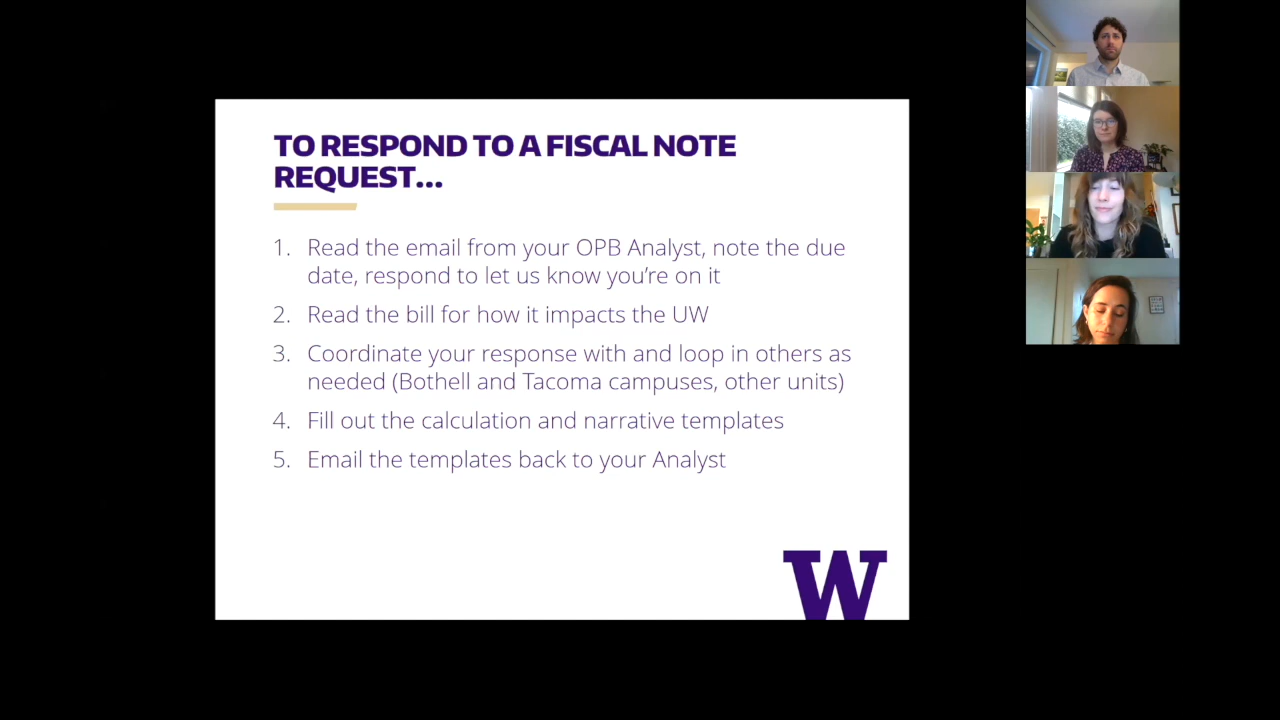 TO RESPOND TO A FISCAL NOTE
REQUEST...
1. Read the email from your OPB Analyst, note the due
date, respond to let us know you’re on it
2. Read the bill for how it impacts the UW
3. Coordinate your response with and loop in others as
needed (Bothell and Tacoma campuses, other units)
4. Fill out the calculation and narrative templates
5. Email the templates back to your Analyst
W